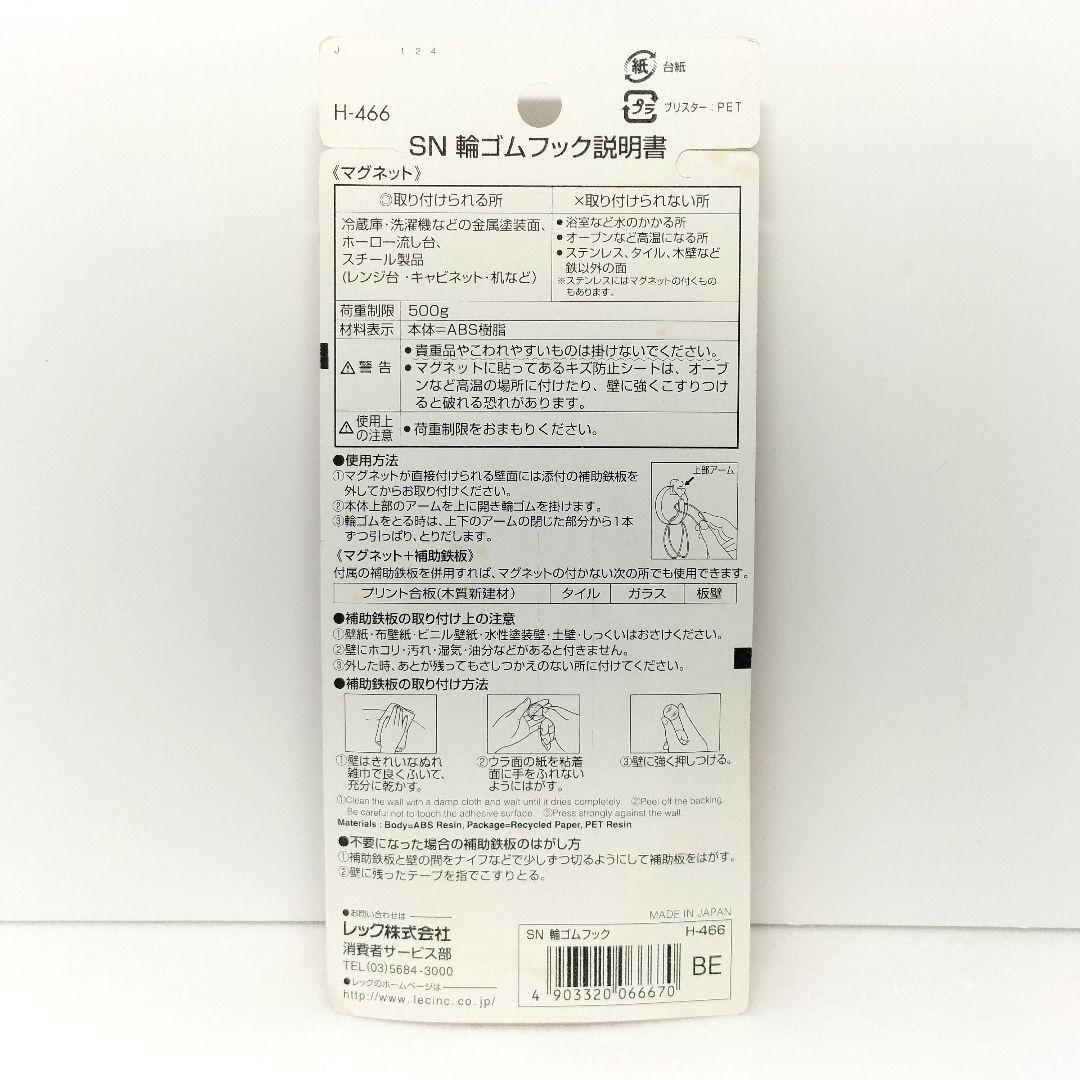 J 1 2 4
紙 台紙
プラ ブリスター：PET
H-466
SN 輪ゴムフック説明書
《マグネット》
◎取り付けられる所 ×取り付けられない所
冷蔵庫・洗濯機などの金属塗装面、
ホーロー流し台、
スチール製品
(レンジ台・キャビネット・机など)
●浴室など水のかかる所
●オーブンなど高温になる所
●ステンレス、タイル、木壁など
鉄以外の面
※ステンレスにはマグネットの付くもの
もあります。
荷重制限 500g
材料表示 本体＝ABS樹脂
⚠警告 ●貴重品やこわれやすいものは掛けないでください。
●マグネットに貼ってあるキズ防止シートは、オーブ
ンなど高温の場所に付けたり、壁に強くこすりつけ
ると破れる恐れがあります。
⚠使用上の注意 ●荷重制限をおまもりください。
●使用方法
①マグネットが直接付けられる壁面には添付の補助鉄板を
外してからお取り付けください。
②本体上部のアームを上に開き輪ゴムを掛けます。
③輪ゴムをとる時は、上下のアームの閉じた部分から1本
ずつ引っぱり、とりだします。
上部アーム
《マグネット＋補助鉄板》
付属の補助鉄板を併用すれば、マグネットの付かない次の所でも使用できます。
プリント合板(木質新建材) タイル ガラス 板壁
●補助鉄板の取り付け上の注意
①壁紙・布壁紙・ビニル壁紙・水性塗装壁・土壁・しっくいはおさけください。
②壁にホコリ・汚れ・湿気・油分などがあると付きません。
③外した時、あとが残ってもさしつかえのない所に付けてください。
●補助鉄板の取り付け方法
①壁はきれいなぬれ
雑巾で良くふいて、
充分に乾かす。
②ウラ面の紙を粘着
面に手をふれない
ようにはがす。
③壁に強く押しつける。
①Clean the wall with a damp cloth and wait until it dries completely. ②Peel off the backing.
Be careful not to touch the adhesive surface. ③Press strongly against the wall.
Materials : Body=ABS Resin, Package=Recycled Paper, PET Resin
●不要になった場合の補助鉄板のはがし方
①補助鉄板と壁の間をナイフなどで少しずつ切るようにして補助板をはがす。
②壁に残ったテープを指でこすりとる。
●お問い合わせは
レック株式会社
消費者サービス部
TEL(03)5684-3000
●レックのホームページは
http://www.lecinc.co.jp/
MADE IN JAPAN
SN 輪ゴムフック H-466
BE
4 903320 066670